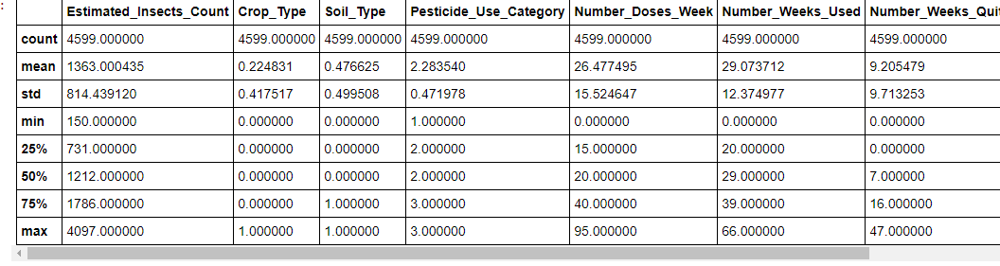 :
Estimated_Insects_Count Crop_Type Soil_Type Pesticide_Use_Category Number_Doses_Week Number_Weeks_Used Number_Weeks_Qui
count 4599.000000 4599.000000 4599.000000 4599.000000 4599.000000 4599.000000 4599.000000
mean 1363.000435 0.224831 0.476625 2.283540 26.477495 29.073712 9.205479
std 814.439120 0.417517 0.499508 0.471978 15.524647 12.374977 9.713253
min 150.000000 0.000000 0.000000 1.000000 0.000000 0.000000 0.000000
25% 731.000000 0.000000 0.000000 2.000000 15.000000 20.000000 0.000000
50% 1212.000000 0.000000 0.000000 2.000000 20.000000 29.000000 7.000000
75% 1786.000000 0.000000 1.000000 3.000000 40.000000 39.000000 16.000000
max 4097.000000 1.000000 1.000000 3.000000 95.000000 66.000000 47.000000